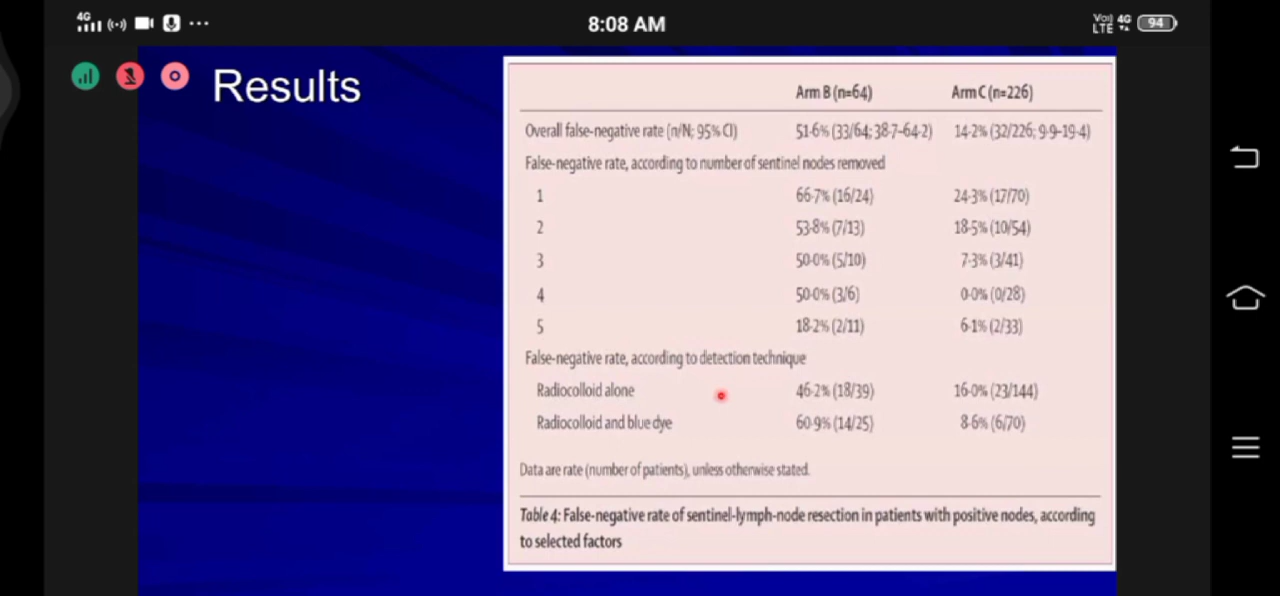 4G
8:08 AM
Vo)) 4G
LTE
94
Results
Arm B (n=64) Arm C (n=226)
Overall false-negative rate (n/N; 95% CI) 51·6% (33/64; 38·7–64·2) 14·2% (32/226; 9·9–19·4)
False-negative rate, according to number of sentinel nodes removed
1 66·7% (16/24) 24·3% (17/70)
2 53·8% (7/13) 18·5% (10/54)
3 50·0% (5/10) 7·3% (3/41)
4 50·0% (3/6) 0·0% (0/28)
5 18·2% (2/11) 6·1% (2/33)
False-negative rate, according to detection technique
Radiocolloid alone 46·2% (18/39) 16·0% (23/144)
Radiocolloid and blue dye 60·9% (14/25) 8·6% (6/70)
Data are rate (number of patients), unless otherwise stated.
Table 4: False-negative rate of sentinel-lymph-node resection in patients with positive nodes, according
to selected factors